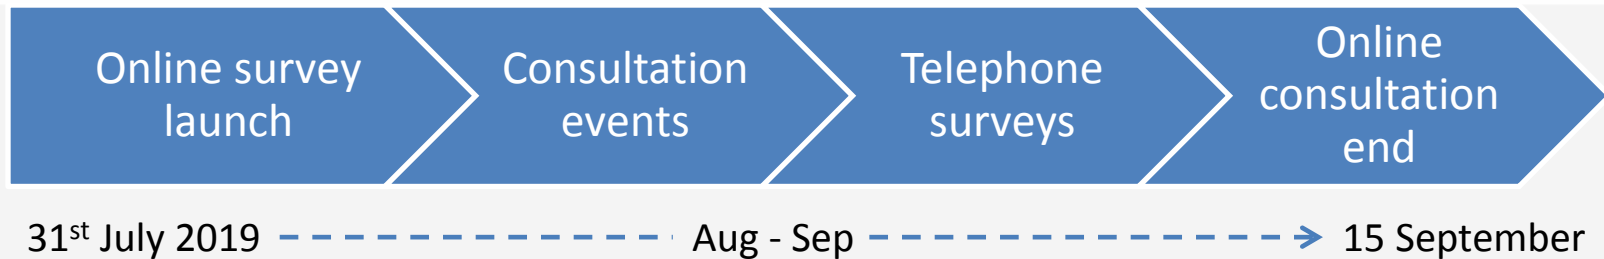 Online survey
launch
Consultation
events
Telephone
surveys
Online
consultation
end
31st July 2019
Aug - Sep
15 September